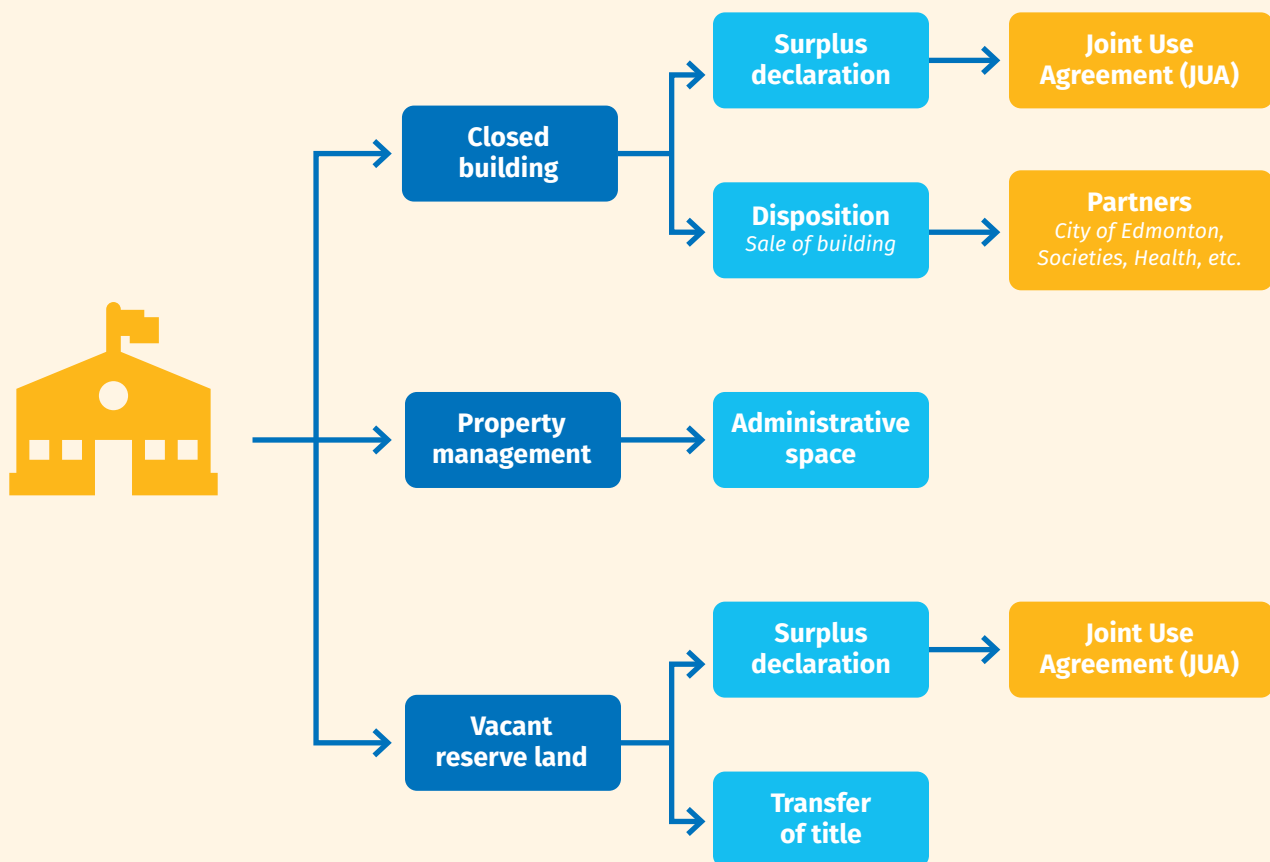 Surplus
declaration
Joint Use
Agreement (JUA)
Closed
building
Disposition
Sale of building
Partners
City of Edmonton,
Societies, Health, etc.
Property
management
Administrative
space
Surplus
declaration
Joint Use
Agreement (JUA)
Vacant
reserve land
Transfer
of title